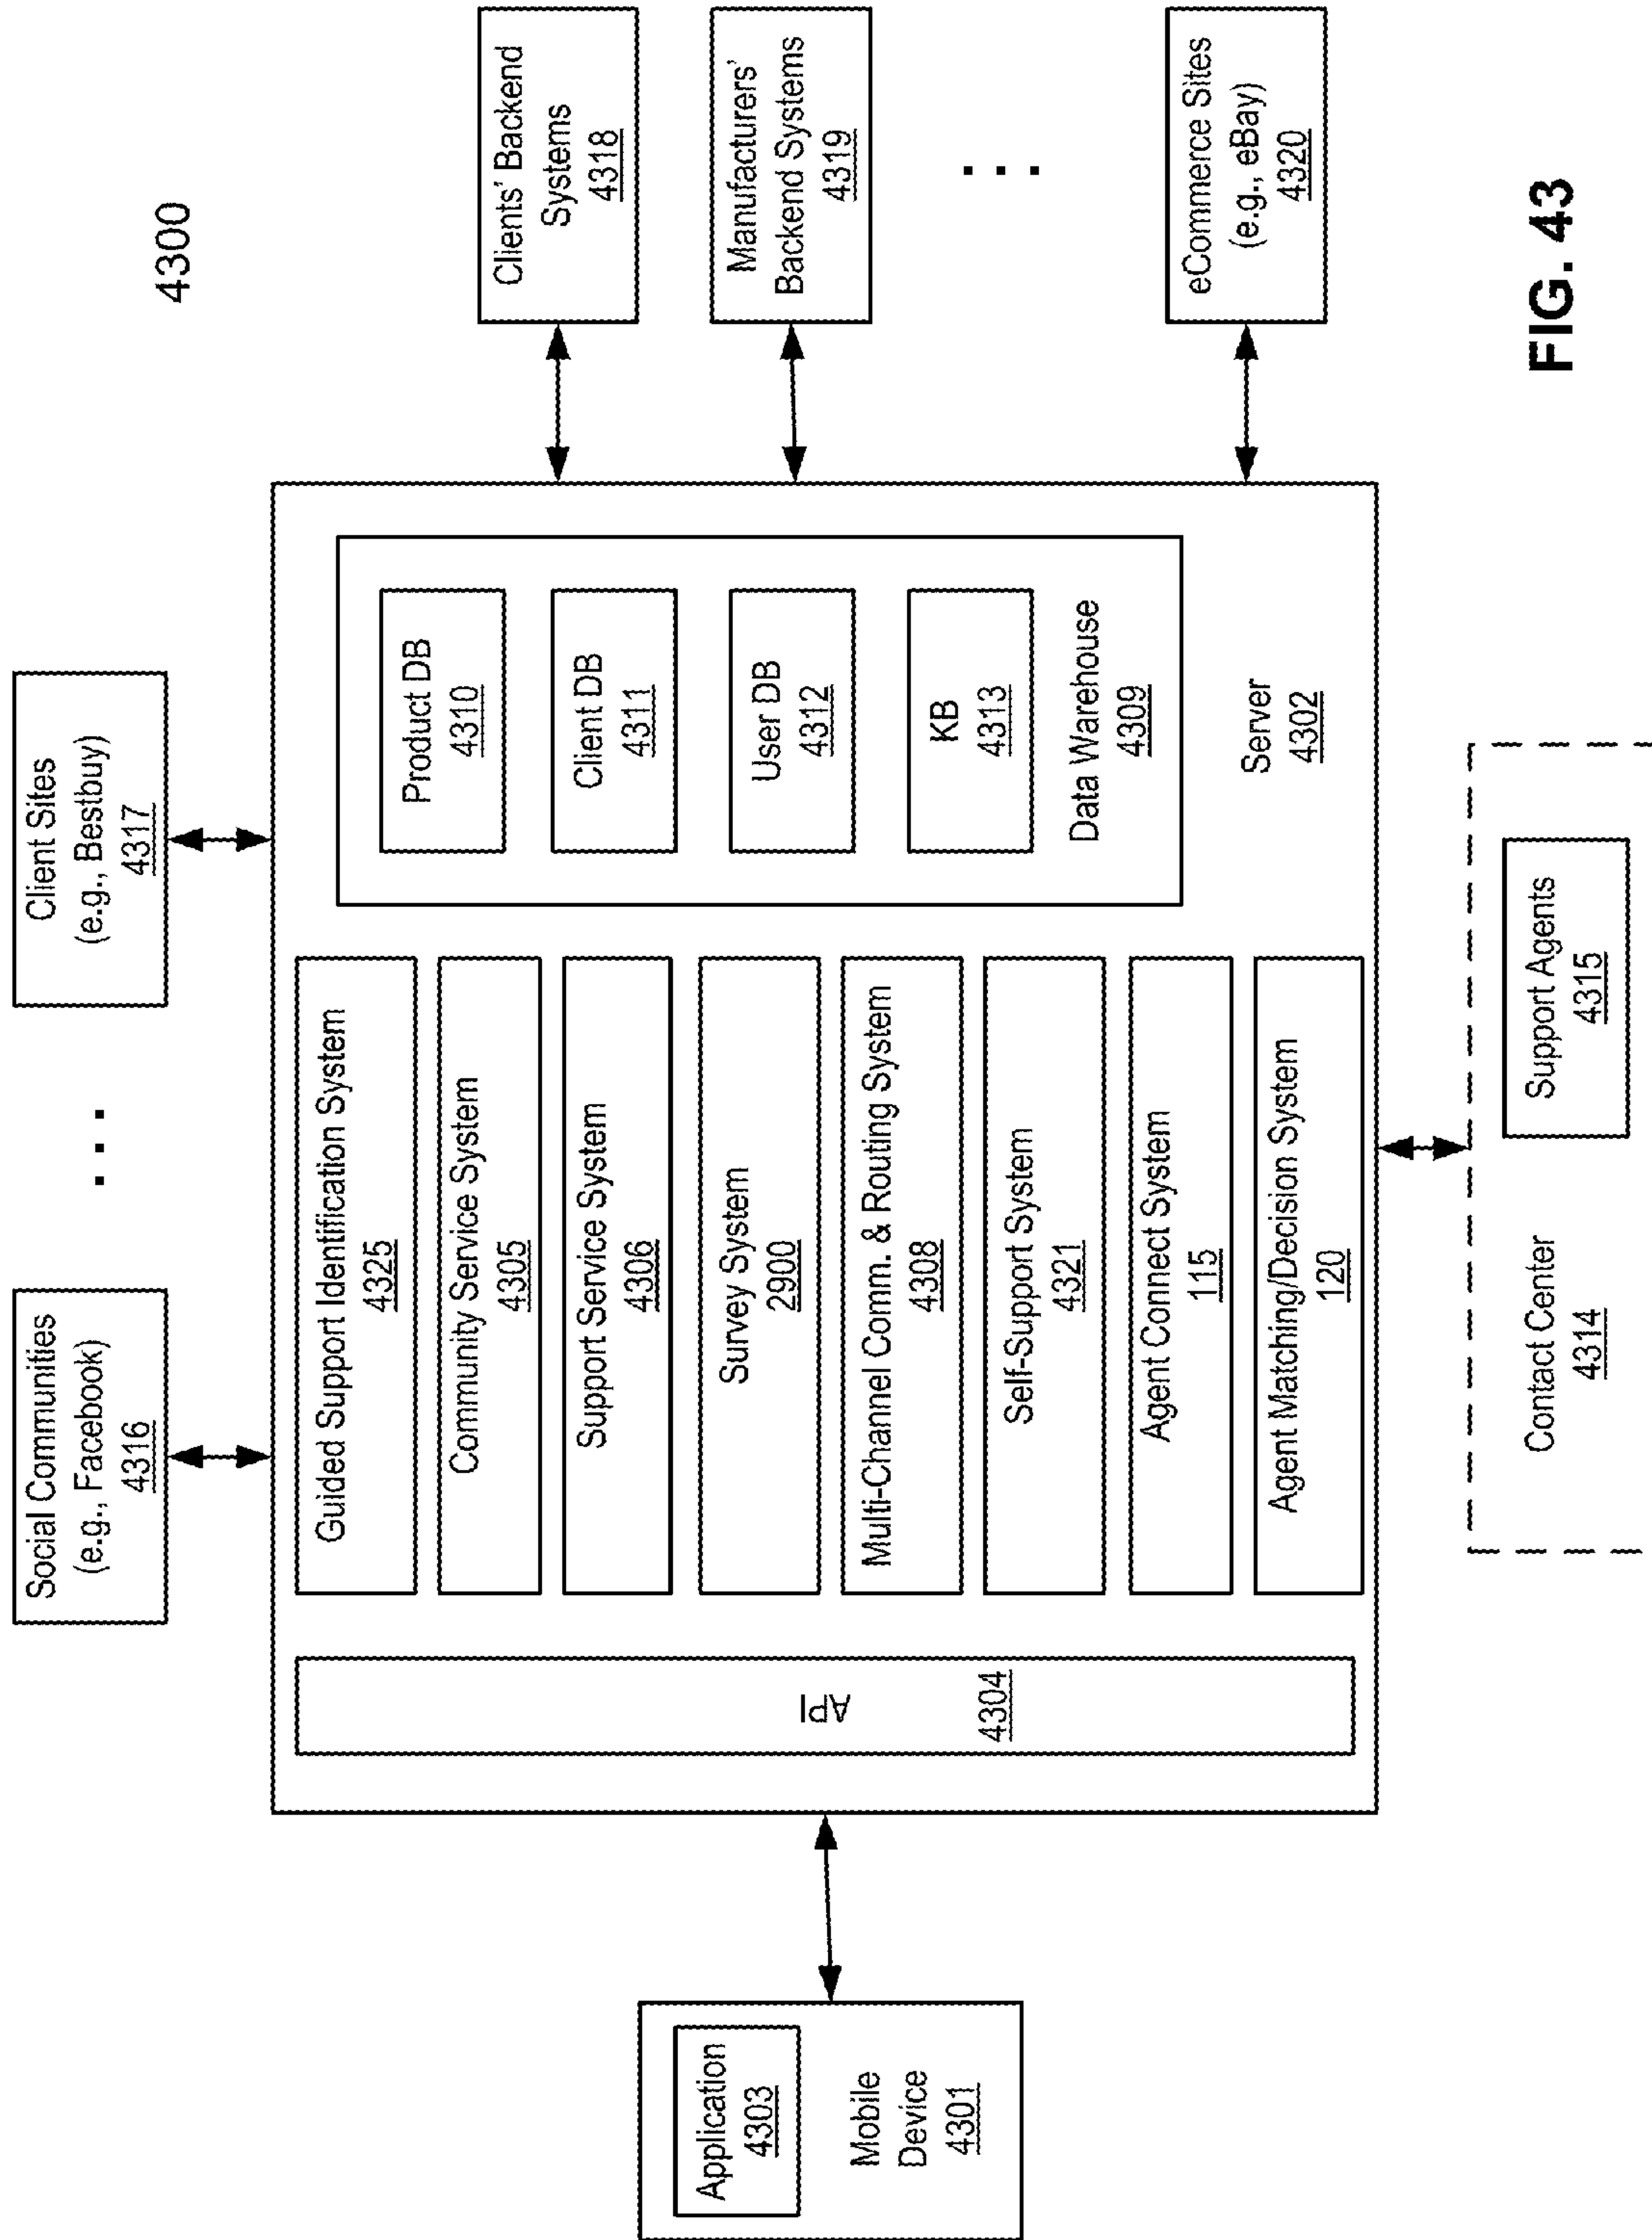 4300
Social Communities
(e.g., Facebook)
4316
Client Sites
(e.g., Bestbuy)
4317
Application
4303
Mobile
Device
4301
API
4304
Guided Support Identification System
4325
Community Service System
4305
Support Service System
4306
Survey System
2900
Multi-Channel Comm. & Routing System
4308
Self-Support System
4321
Agent Connect System
115
Agent Matching/Decision System
120
Product DB
4310
Client DB
4311
User DB
4312
KB
4313
Data Warehouse
4309
Server
4302
Clients' Backend
Systems
4318
Manufacturers'
Backend Systems
4319
eCommerce Sites
(e.g., eBay)
4320
Contact Center
4314
Support Agents
4315
FIG. 43